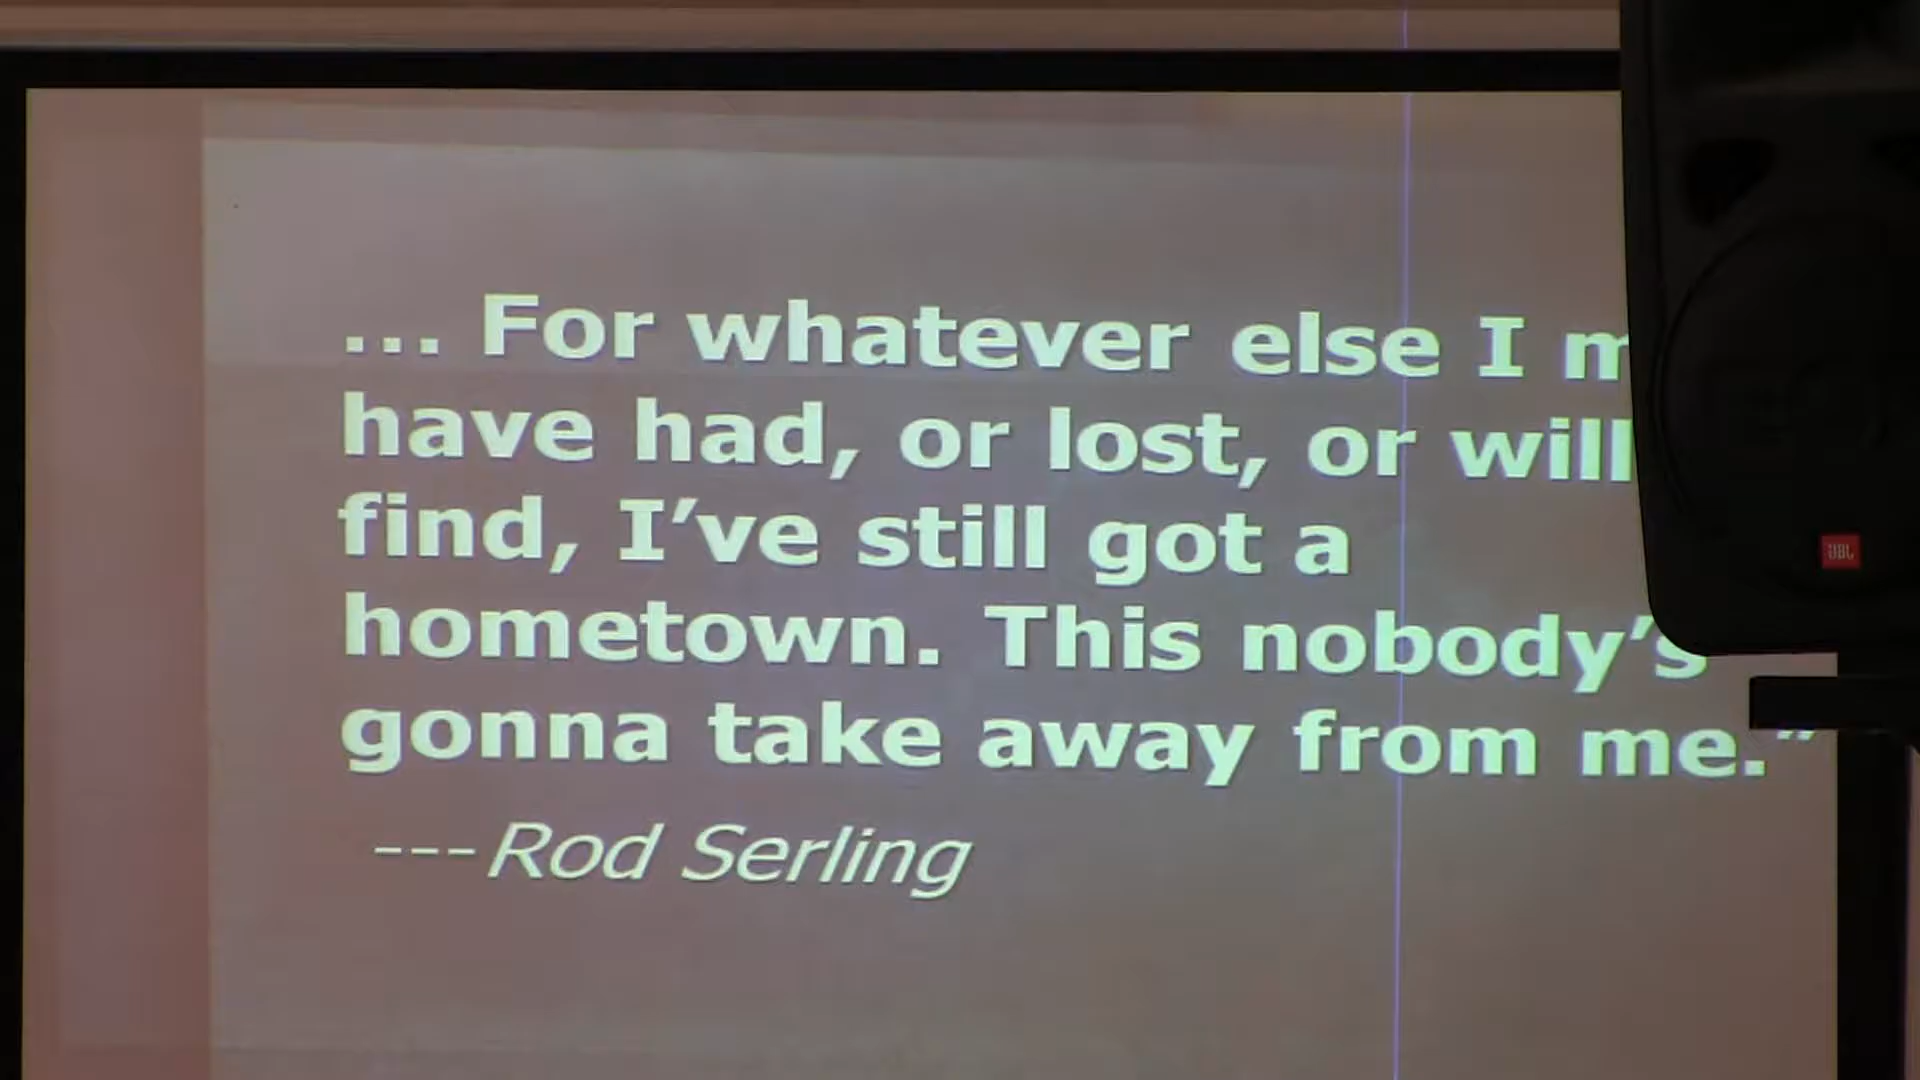 ... For whatever else I
have had, or lost, or will
find, I've still got a
hometown. This nobody's
gonna take away from me."
---Rod Serling
JBL